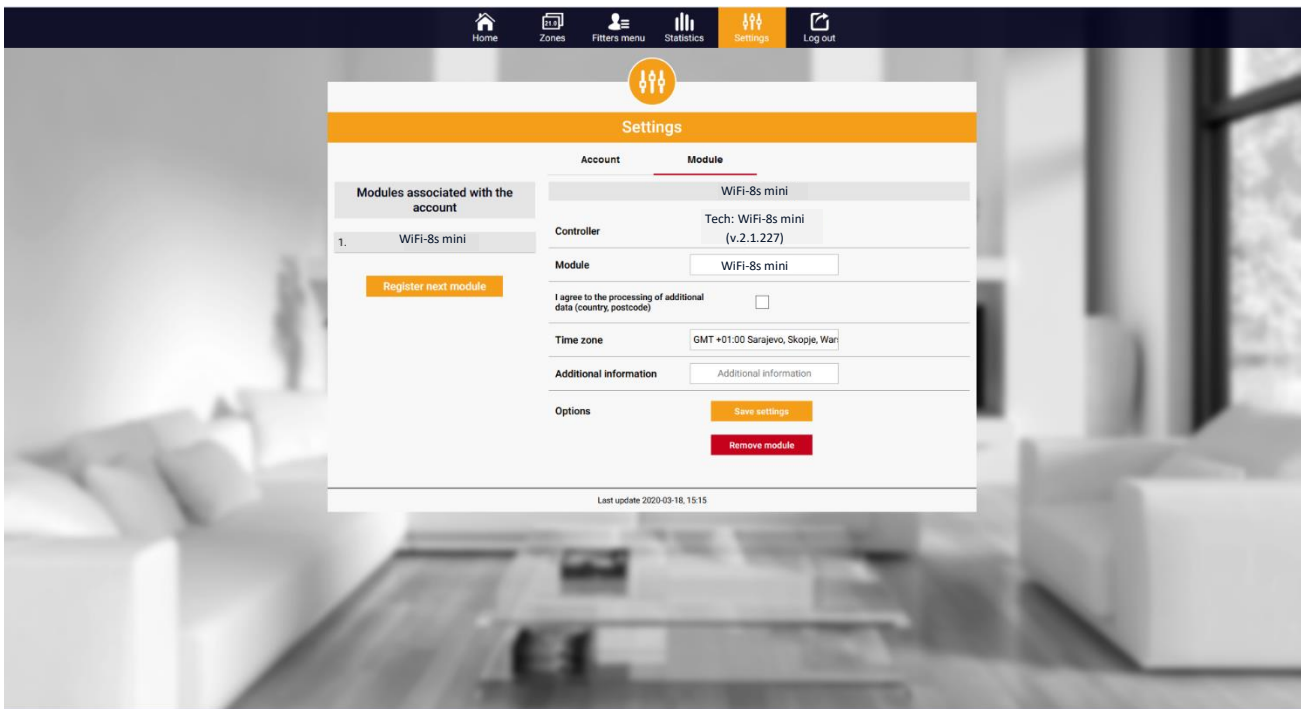 21.0
Home
Zones
Fitters menu
Statistics
Settings
Log out
Settings
Account
Module
Modules associated with the
account
1.
WiFi-8s mini
Register next module
WiFi-8s mini
Controller
Tech: WiFi-8s mini
(v.2.1.227)
Module
WiFi-8s mini
I agree to the processing of additional
data (country, postcode)
Time zone
GMT +01:00 Sarajevo, Skopje, War
Additional information
Additional information
Options
Save settings
Remove module
Last update 2020-03-18, 15:15